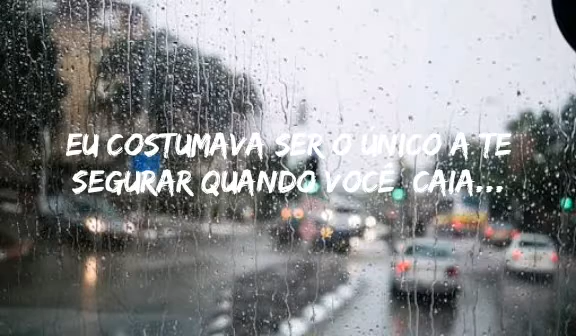 EU COSTUMAVA SER O ÚNICO A TE
SEGURAR QUANDO VOCÊ CAIA...